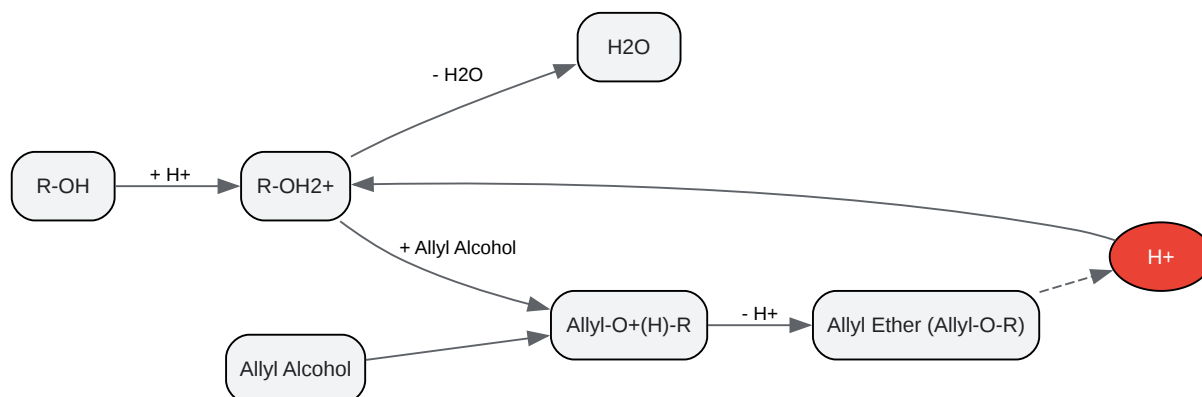 H2O
- H2O
R-OH
+ H+
R-OH2+
+ Allyl Alcohol
H+
Allyl-O+(H)-R
- H+
Allyl Ether (Allyl-O-R)
Allyl Alcohol